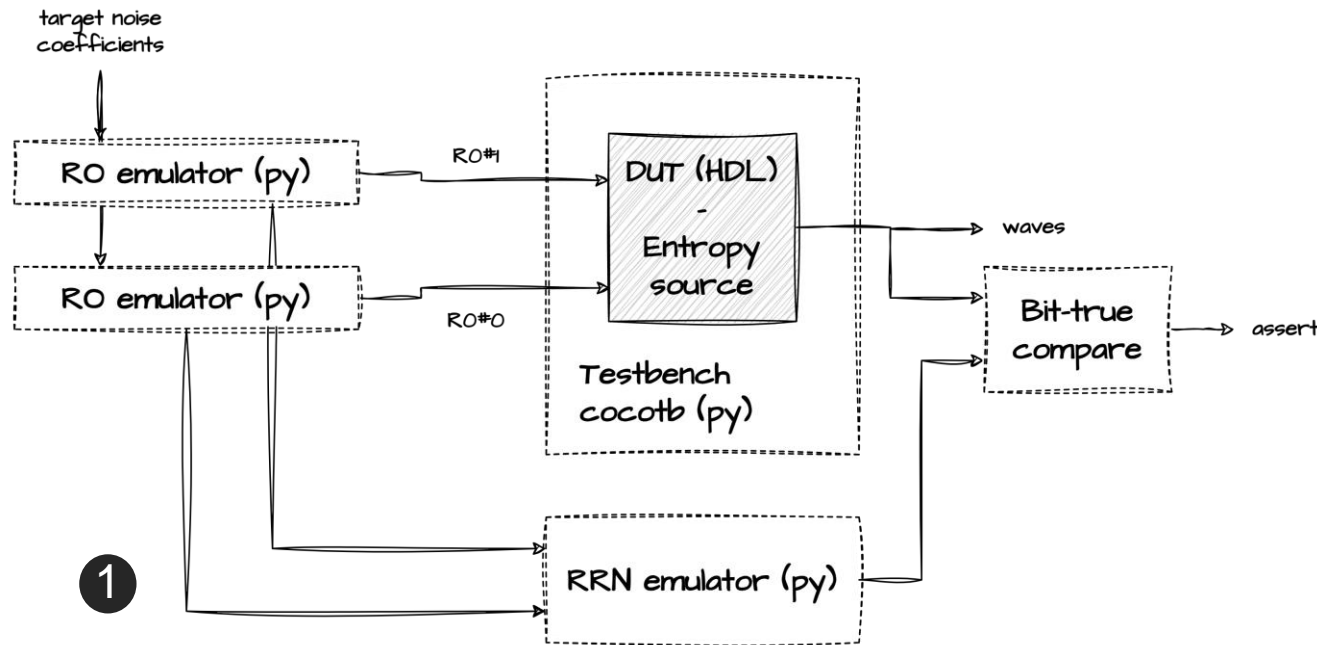 target noise
coefficients
RO emulator (py)
RO#1
RO emulator (py)
RO#0
DUT (HDL)
-
Entropy
source
Testbench
cocotb (py)
waves
Bit-true
compare
assert
RRN emulator (py)
1